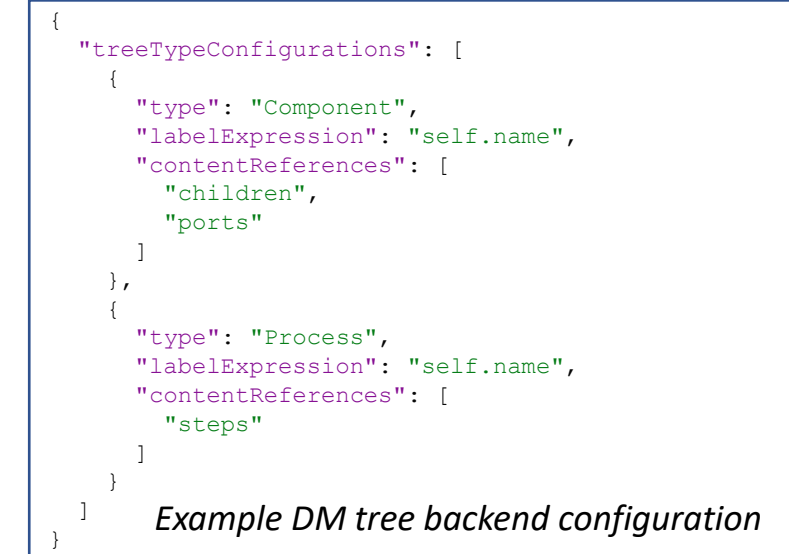 {
  "treeTypeConfigurations": [
    {
      "type": "Component",
      "labelExpression": "self.name",
      "contentReferences": [
        "children",
        "ports"
      ]
    },
    {
      "type": "Process",
      "labelExpression": "self.name",
      "contentReferences": [
        "steps"
      ]
    }
  ]
Example DM tree backend configuration
}